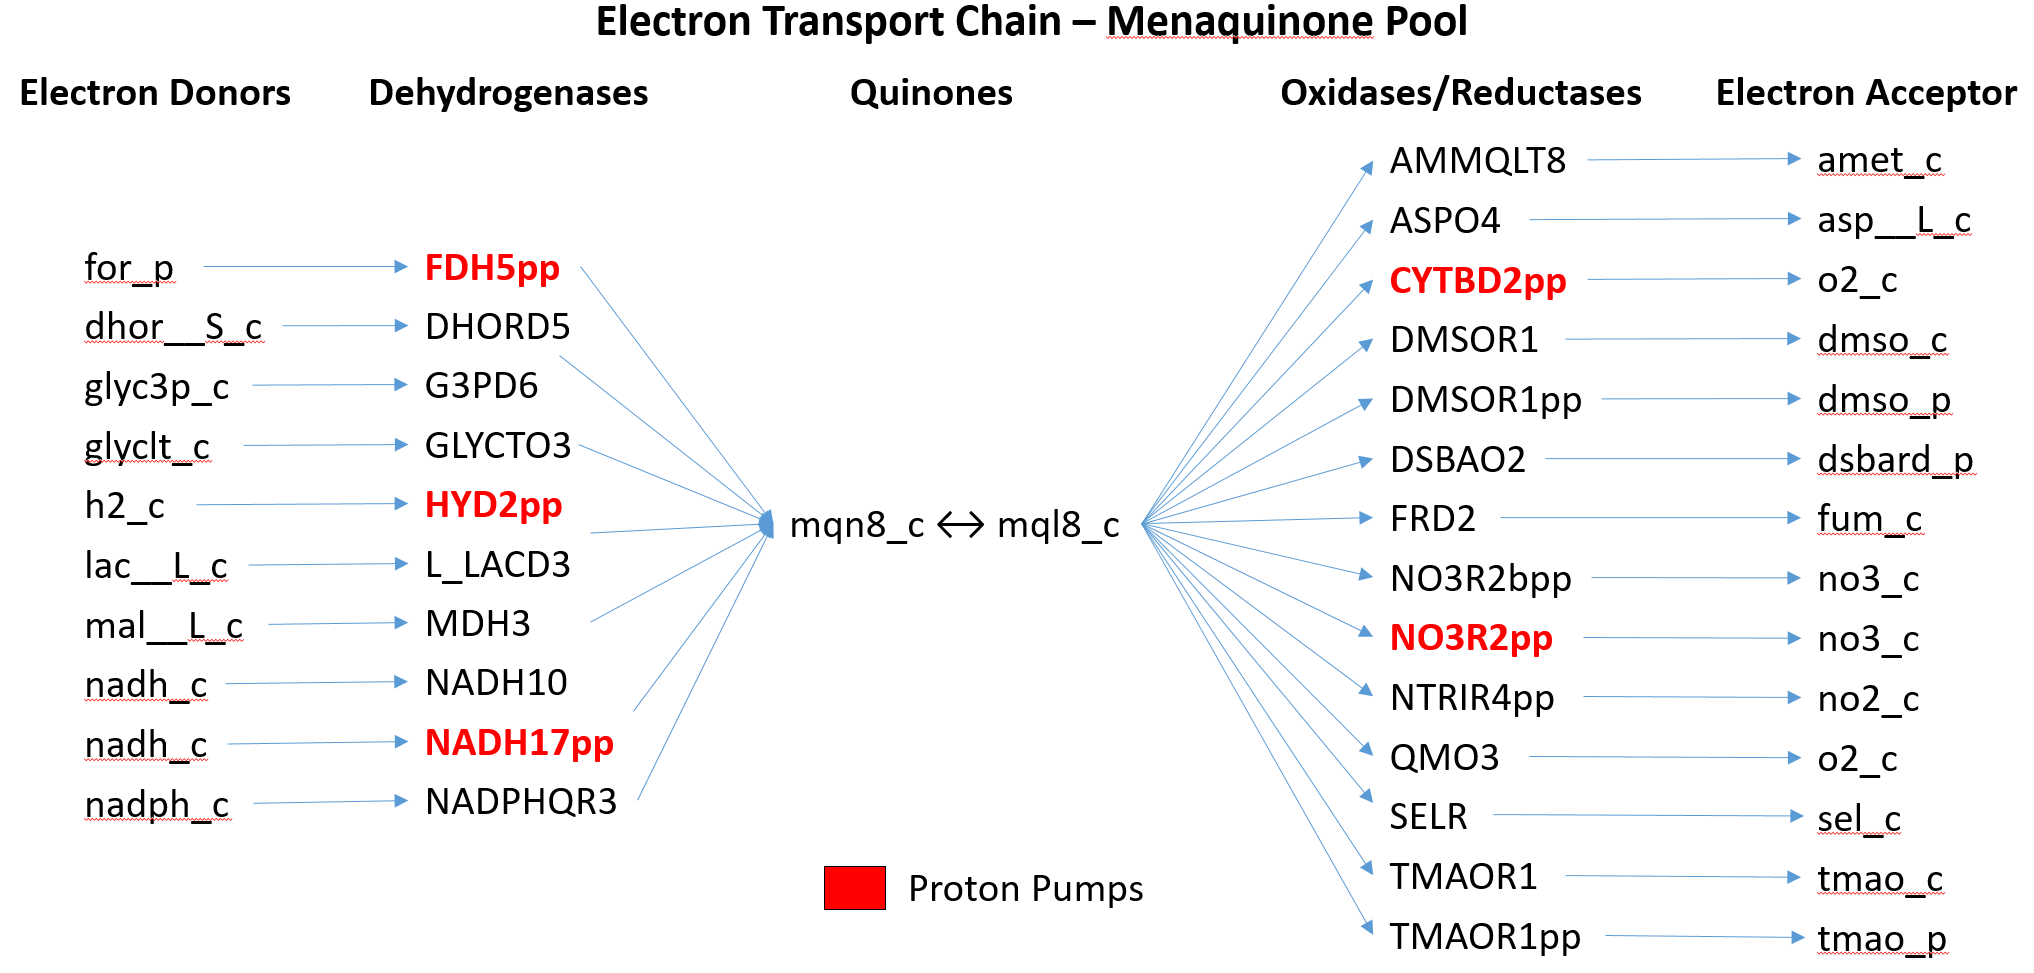 Electron Transport Chain – Menaquinone Pool
Electron Donors Dehydrogenases Quinones Oxidases/Reductases Electron Acceptor
AMMQLT8 amet_c
ASPO4 asp__L_c
for_p FDH5pp CYTBD2pp o2_c
dhor__S_c DHORD5 DMSOR1 dmso_c
glyc3p_c G3PD6 DMSOR1pp dmso_p
glyclt_c GLYCTO3 DSBAO2 dsbard_p
h2_c HYD2pp mqn8_c ↔ mql8_c FRD2 fum_c
lac__L_c L_LACD3 NO3R2bpp no3_c
mal__L_c MDH3 NO3R2pp no3_c
nadh_c NADH10 NTRIR4pp no2_c
nadh_c NADH17pp QMO3 o2_c
nadph_c NADPHQR3 SELR sel_c
Proton Pumps TMAOR1 tmao_c
TMAOR1pp tmao_p